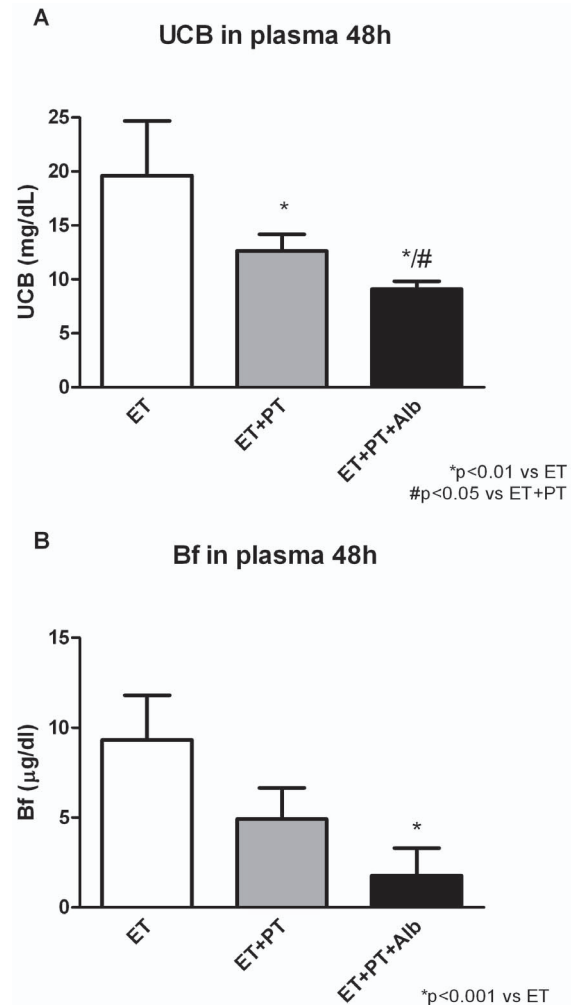 A
UCB in plasma 48h
25
20
15
10
5
0
UCB (mg/dL)
*
*/#
ET
ET+PT
ET+PT+Alb
*p<0.01 vs ET
#p<0.05 vs ET+PT
B
Bf in plasma 48h
15
10
5
0
Bf (µg/dl)
*
ET
ET+PT
ET+PT+Alb
*p<0.001 vs ET